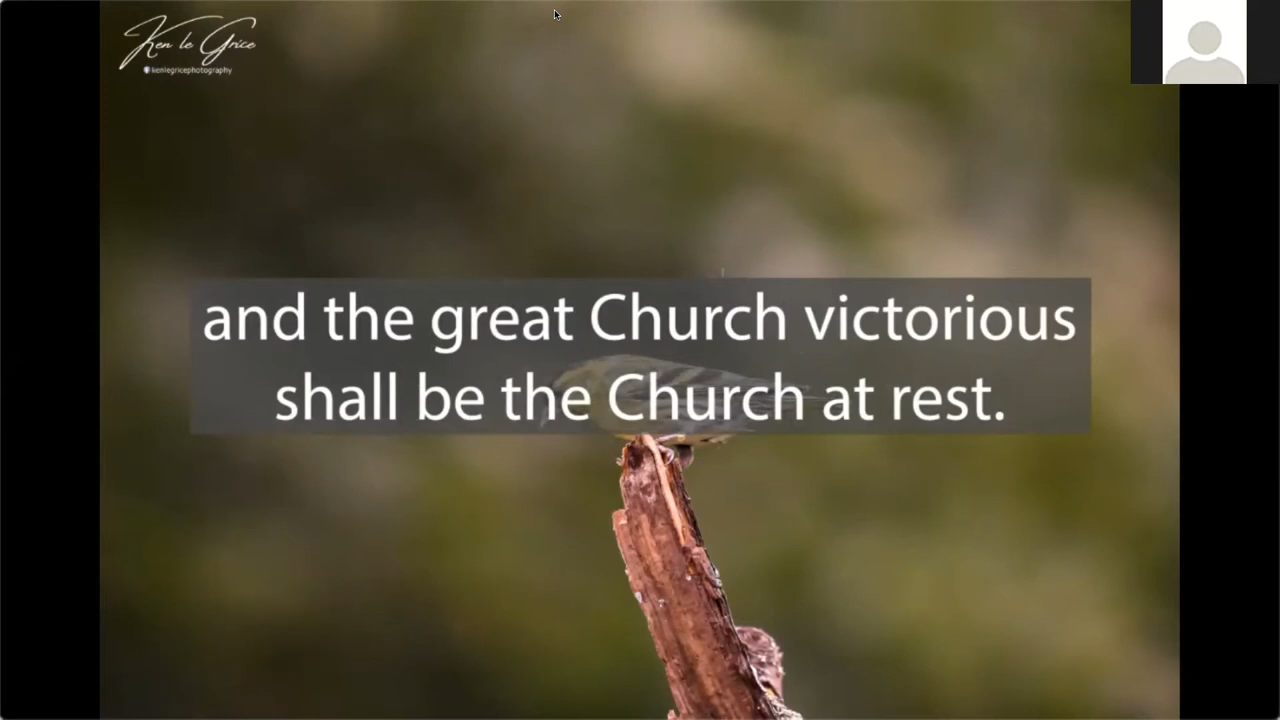 Ken le Grice
kenlegricephotography
and the great Church victorious
shall be the Church at rest.